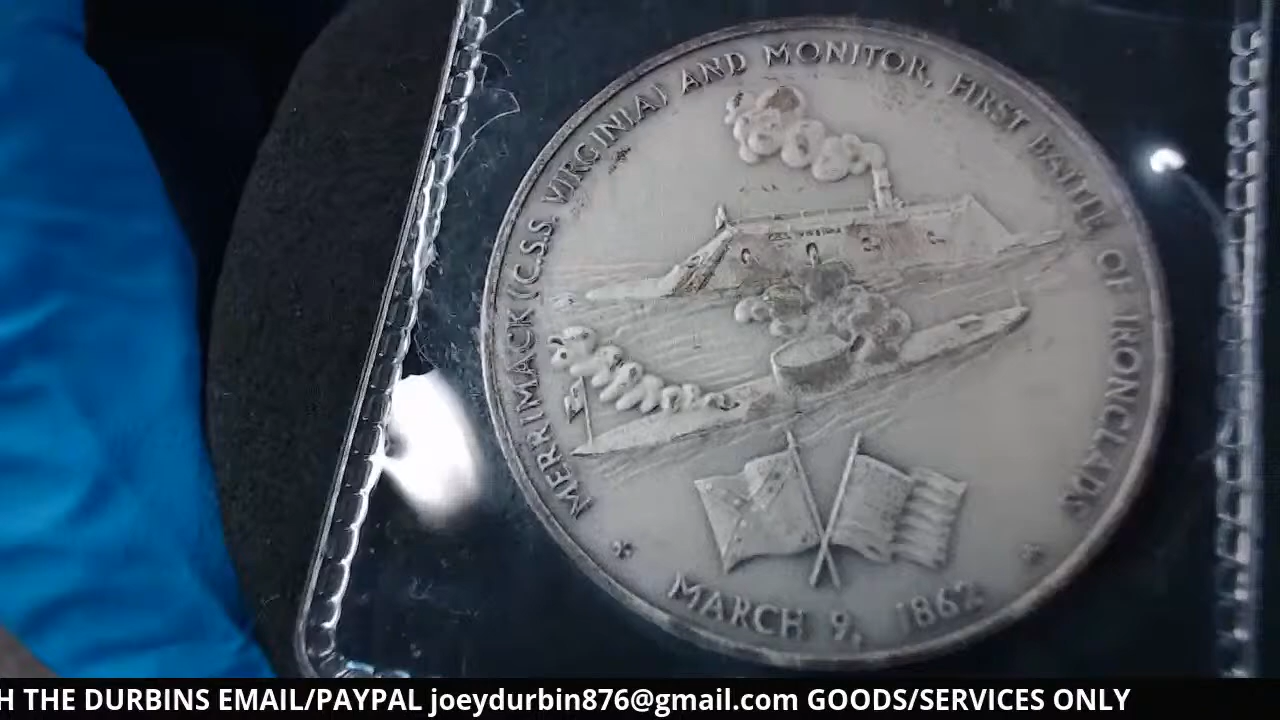 MERRIMACK (C.S.S. VIRGINIA) AND MONITOR, FIRST BATTLE OF IRONCLADS
MARCH 9, 1862
H THE DURBINS EMAIL/PAYPAL joeydurbin876@gmail.com GOODS/SERVICES ONLY